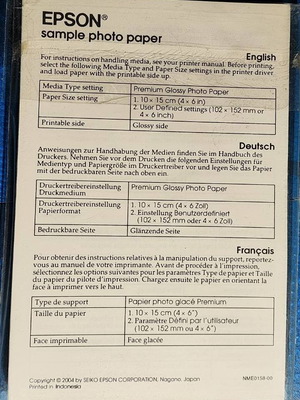 EPSON®
sample photo paper
English
For instructions on handling media, see your printer manual. Before printing,
select the following Media Type and Paper Size settings in the printer driver
and load paper with the printable side up.
Media Type setting Premium Glossy Photo Paper
Paper Size setting 1. 10 × 15 cm (4 × 6 in)
2. User Defined settings (102 × 152 mm or
4 × 6 inch)
Printable side Glossy side
Deutsch
Anweisungen zur Handhabung der Medien finden Sie im Handbuch des
Druckers. Nehmen Sie vor dem Drucken die folgenden Einstellungen für
Medientyp und Papiergröße im Druckertreiber vor und legen Sie das Papier
mit der bedruckbaren Seite nach oben ein.
Druckertreibereinstellung Premium Glossy Photo Paper
Druckmedium
Druckertreibereinstellung 1. 10 × 15 cm (4 × 6 Zoll)
Papierformat 2. Einstellung Benutzerdefiniert
(102 × 152 mm oder 4 × 6 Zoll)
Bedruckbare Seite Glänzende Seite
Français
Pour obtenir des instructions relatives à la manipulation du support, reportez-
vous au manuel de votre imprimante. Avant de procéder à l'impression,
sélectionnez les options suivantes pour les paramètres Type de papier et Taille
du papier du pilote d'impression. Chargez ensuite le papier en orientant la
face à imprimer vers le haut.
Type de support Papier photo glacé Premium
Taille du papier 1. 10 × 15 cm (4 × 6")
2. Paramètre Défini par l'utilisateur
(102 × 152 mm ou 4 × 6")
Face imprimable Face glacée
Copyright © 2004 by SEIKO EPSON CORPORATION, Nagano, Japan
Printed in Indonesia
NME0158-00